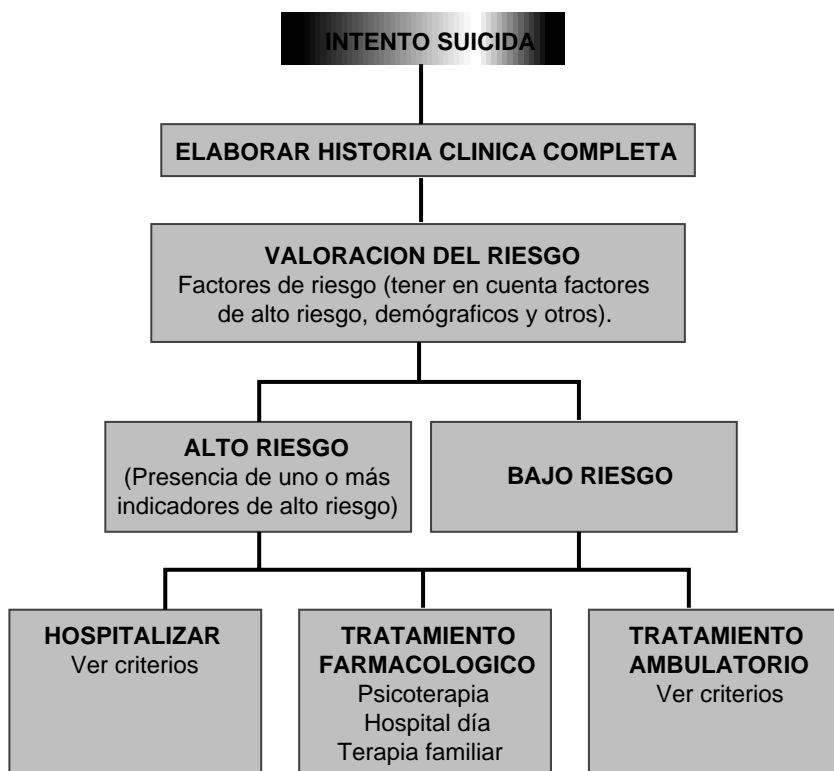 INTENTO SUICIDA
ELABORAR HISTORIA CLINICA COMPLETA
VALORACION DEL RIESGO
Factores de riesgo (tener en cuenta factores
de alto riesgo, demógraficos y otros).
ALTO RIESGO
(Presencia de uno o más
indicadores de alto riesgo)
BAJO RIESGO
HOSPITALIZAR
Ver criterios
TRATAMIENTO
FARMACOLOGICO
Psicoterapia
Hospital día
Terapia familiar
TRATAMIENTO
AMBULATORIO
Ver criterios